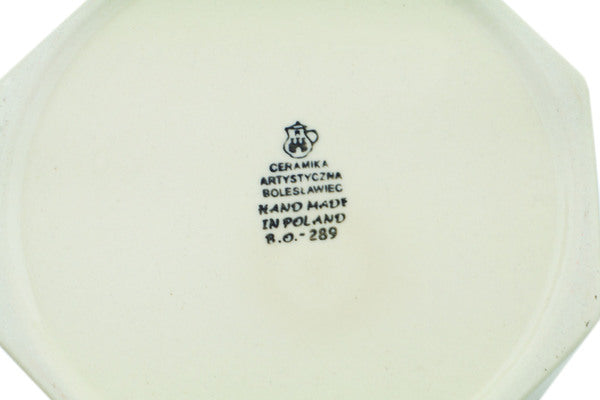 CERAMIKA
ARTYSTYCZNA
BOLESŁAWIEC
HAND MADE
IN POLAND
R.O.-289